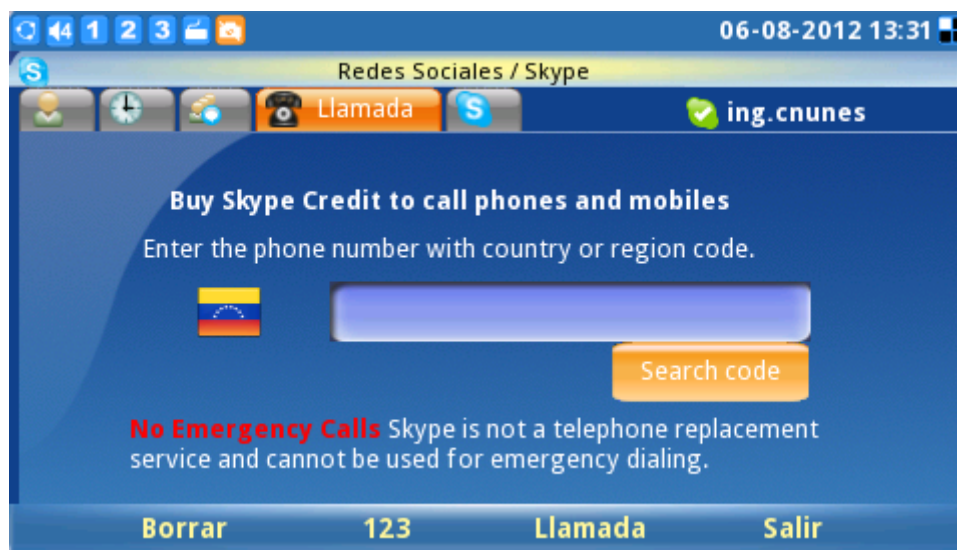 4 1 2 3 06-08-2012 13:31
Redes Sociales / Skype
Llamada S ing.cnunes
Buy Skype Credit to call phones and mobiles
Enter the phone number with country or region code.
Search code
No Emergency Calls Skype is not a telephone replacement
service and cannot be used for emergency dialing.
Borrar 123 Llamada Salir